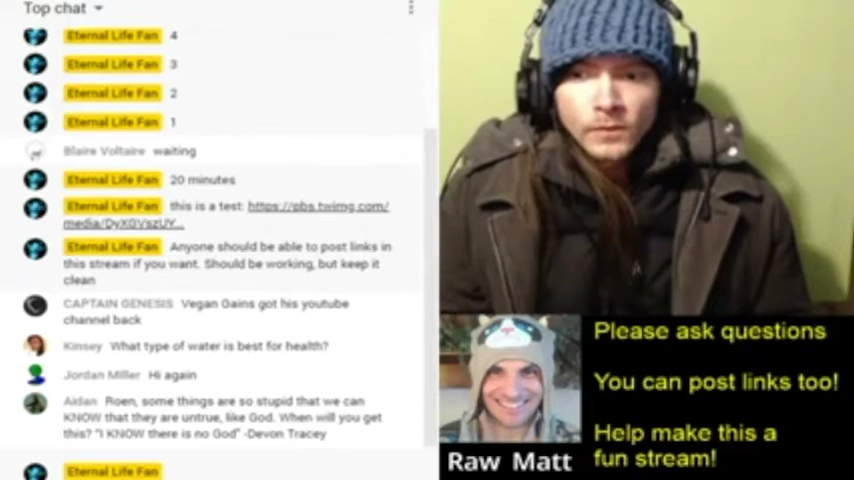 Top chat
Eternal Life Fan 4
Eternal Life Fan 3
Eternal Life Fan 2
Eternal Life Fan 1
Blaire Voltaire waiting
Eternal Life Fan 20 minutes
Eternal Life Fan this is a test: https://pbs.twimg.com/
media/DyXGVszUY...
Eternal Life Fan Anyone should be able to post links in
this stream if you want. Should be working, but keep it
clean
CAPTAIN GENESIS Vegan Gains got his youtube
channel back
Kinsey What type of water is best for health?
Jordan Miller Hi again
Aidan Roen, some things are so stupid that we can
KNOW that they are untrue, like God. When will you get
this? "I KNOW there is no God" -Devon Tracey
Eternal Life Fan
Please ask questions
You can post links too!
Help make this a
fun stream!
Raw Matt